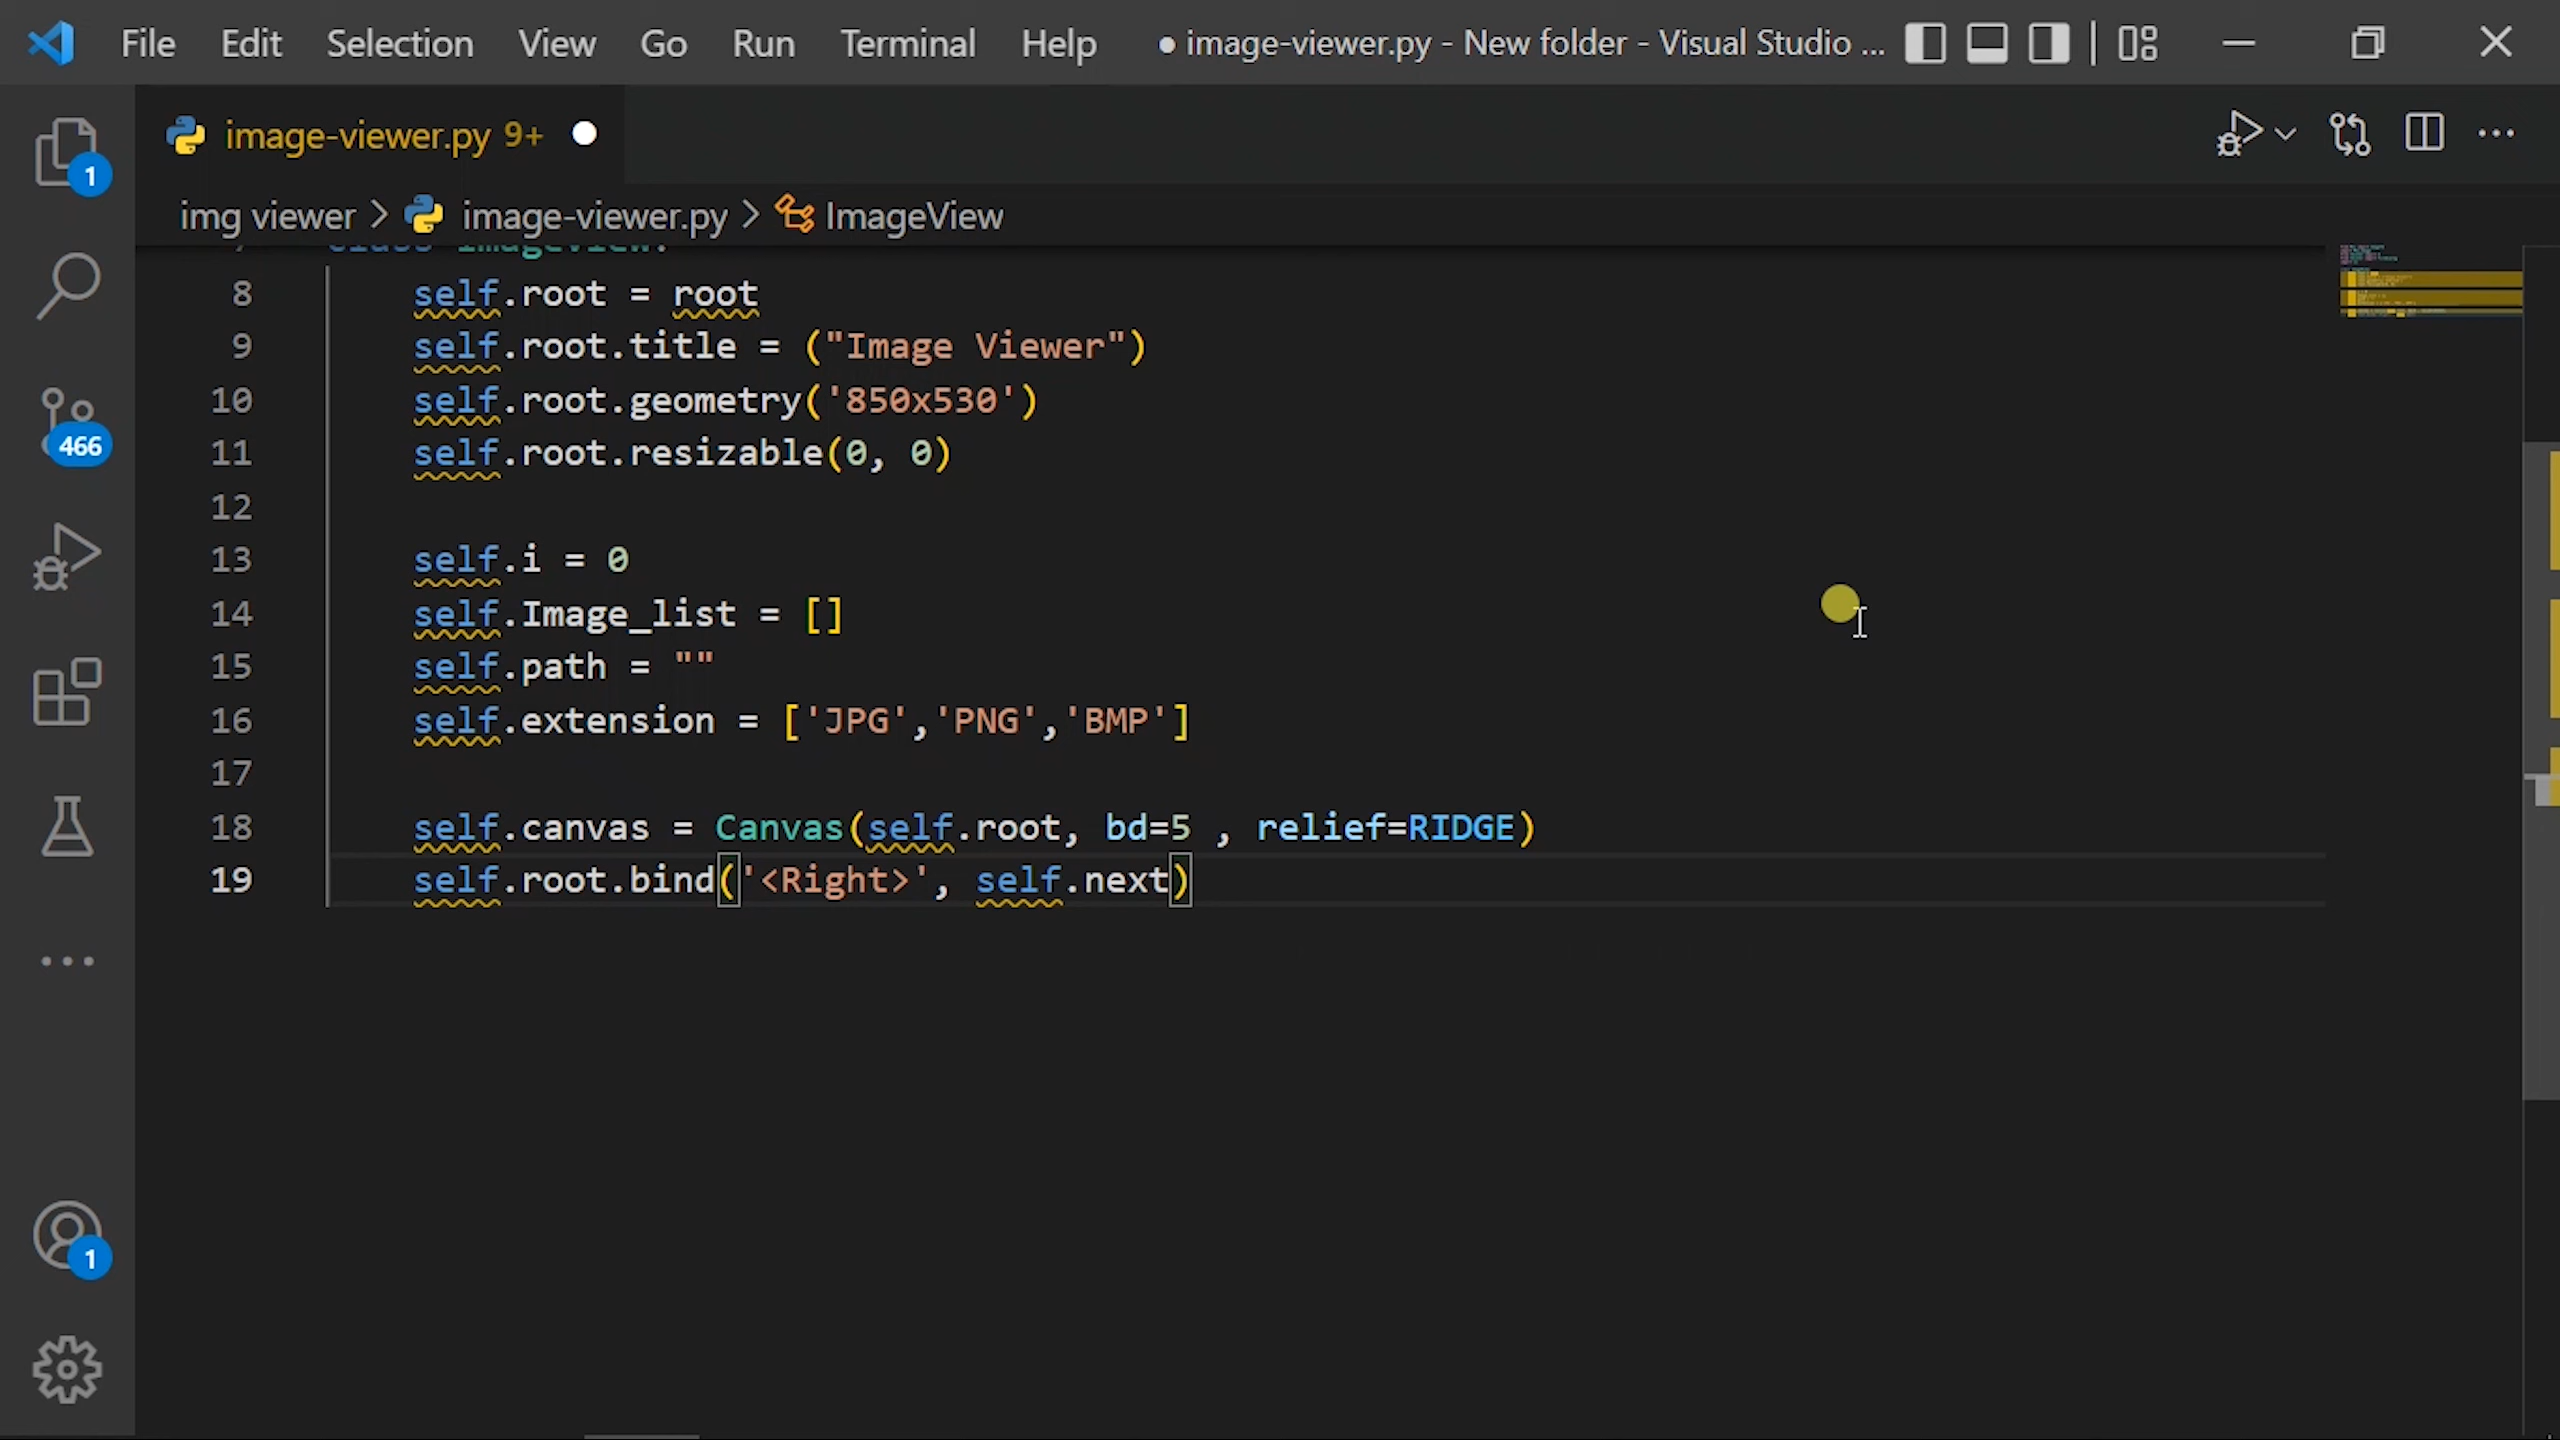 File Edit Selection View Go Run Terminal Help ● image-viewer.py - New folder - Visual Studio ...
image-viewer.py 9+
img viewer > image-viewer.py > ImageView
8 self.root = root
9 self.root.title = ("Image Viewer")
10 self.root.geometry('850x530')
11 self.root.resizable(0, 0)
12
13 self.i = 0
14 self.Image_list = []
15 self.path = ""
16 self.extension = ['JPG','PNG','BMP']
17
18 self.canvas = Canvas(self.root, bd=5 , relief=RIDGE)
19 self.root.bind('<Right>', self.next)
1
466
1